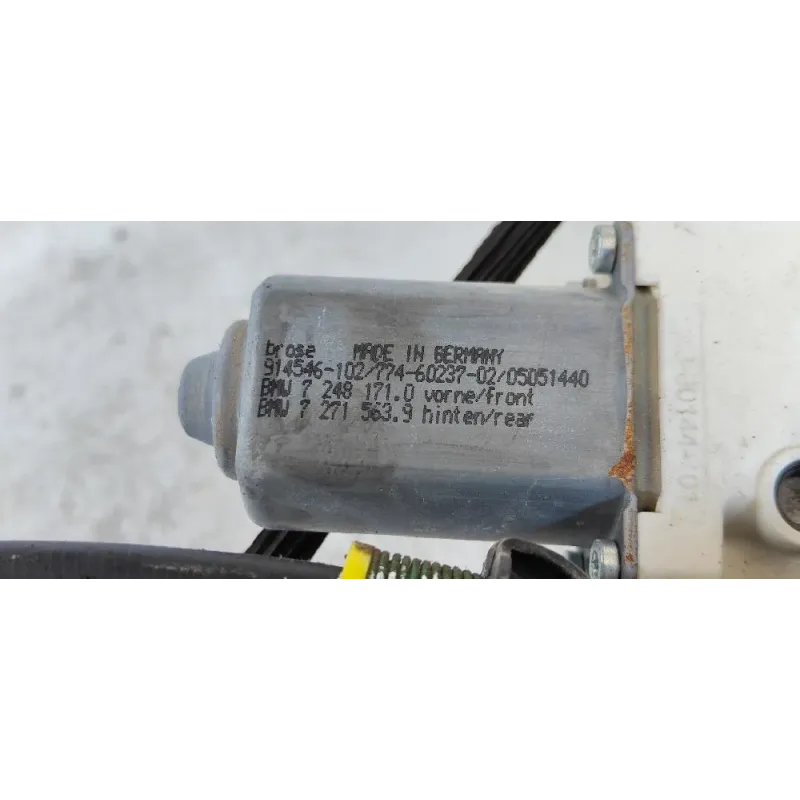 brose MADE IN GERMANY
914546-102/774-60237-02/05051440
BMW 7 248 171.0 vorne/front
BMW 7 271 563.9 hinten/rear